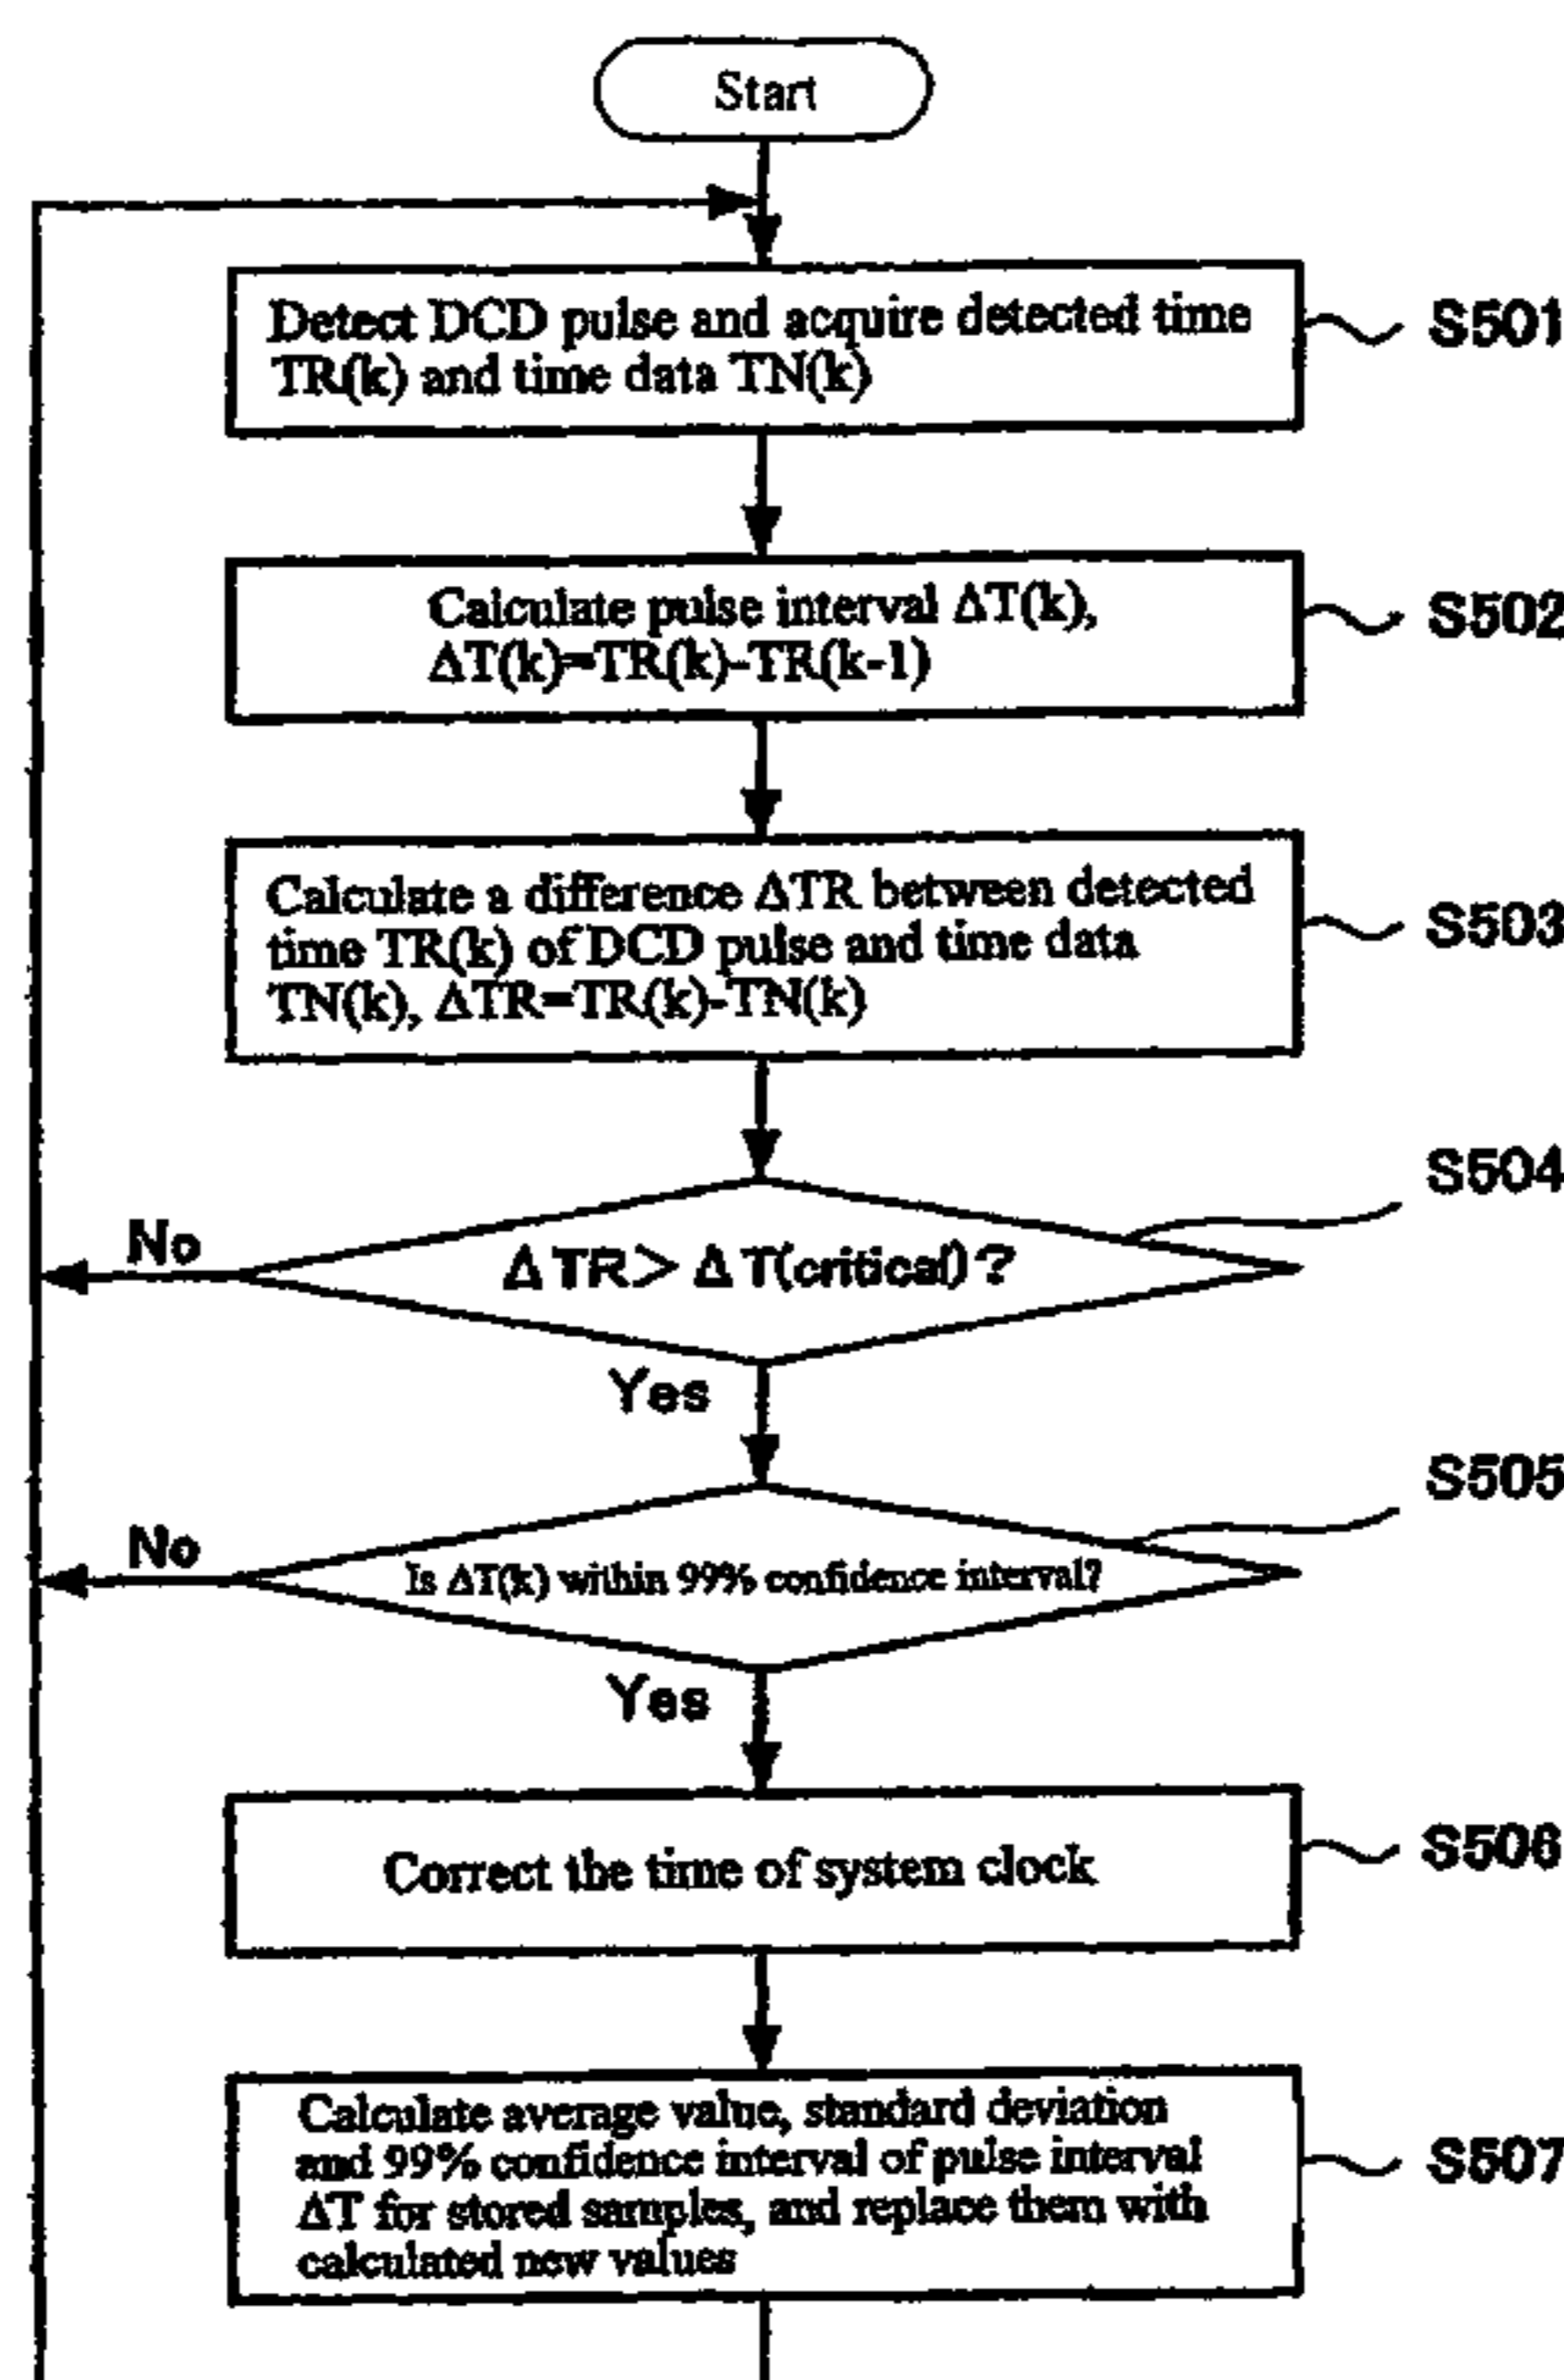 Start
Detect DCD pulse and acquire detected time
TR(k) and time data TN(k)
S501
Calculate pulse interval ΔT(k),
ΔT(k)=TR(k)-TR(k-1)
S502
Calculate a difference ΔTR between detected
time TR(k) of DCD pulse and time data
TN(k), ΔTR=TR(k)-TN(k)
S503
S504
No
ΔTR> ΔT(critical)?
Yes
S505
No
Is ΔT(k) within 99% confidence interval?
Yes
Correct the time of system clock
S506
Calculate average value, standard deviation
and 99% confidence interval of pulse interval
ΔT for stored samples, and replace them with
calculated new values
S507